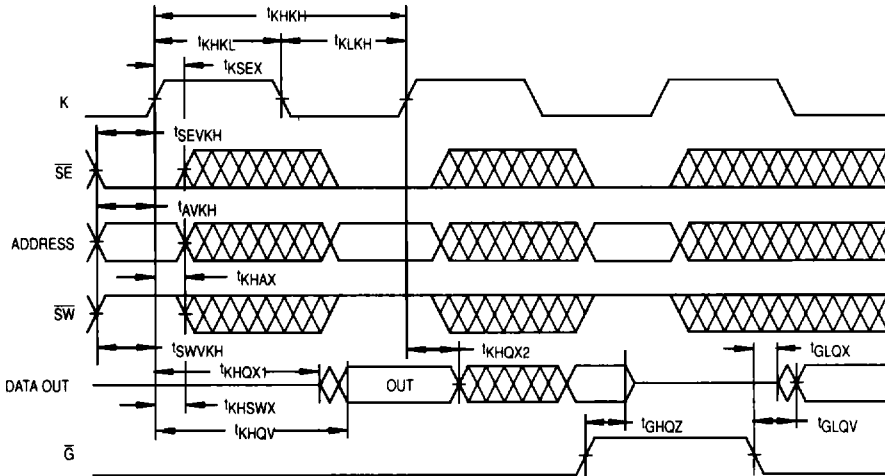 tKHKH
tKHKL
tKLKH
tKSEX
K
tSEVKH
SE
tAVKH
ADDRESS
tKHAX
SW
tSWVKH
tKHQX1
tKHQX2
tGLQX
DATA OUT
OUT
tKHSWX
tKHQV
tGHQZ
tGLQV
G